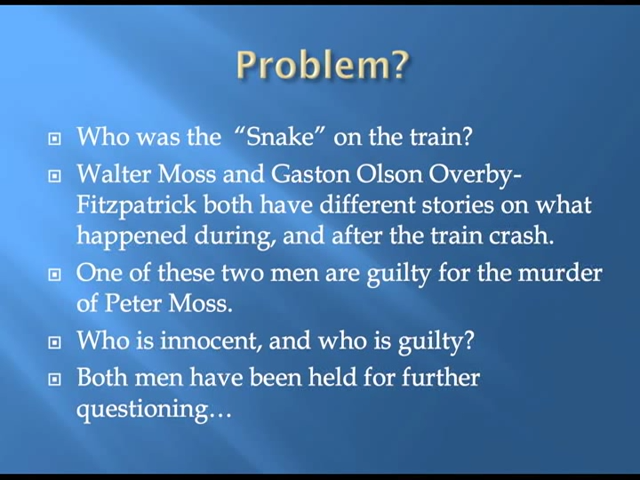 Problem?
Who was the “Snake” on the train?
Walter Moss and Gaston Olson Overby-
Fitzpatrick both have different stories on what
happened during, and after the train crash.
One of these two men are guilty for the murder
of Peter Moss.
Who is innocent, and who is guilty?
Both men have been held for further
questioning…